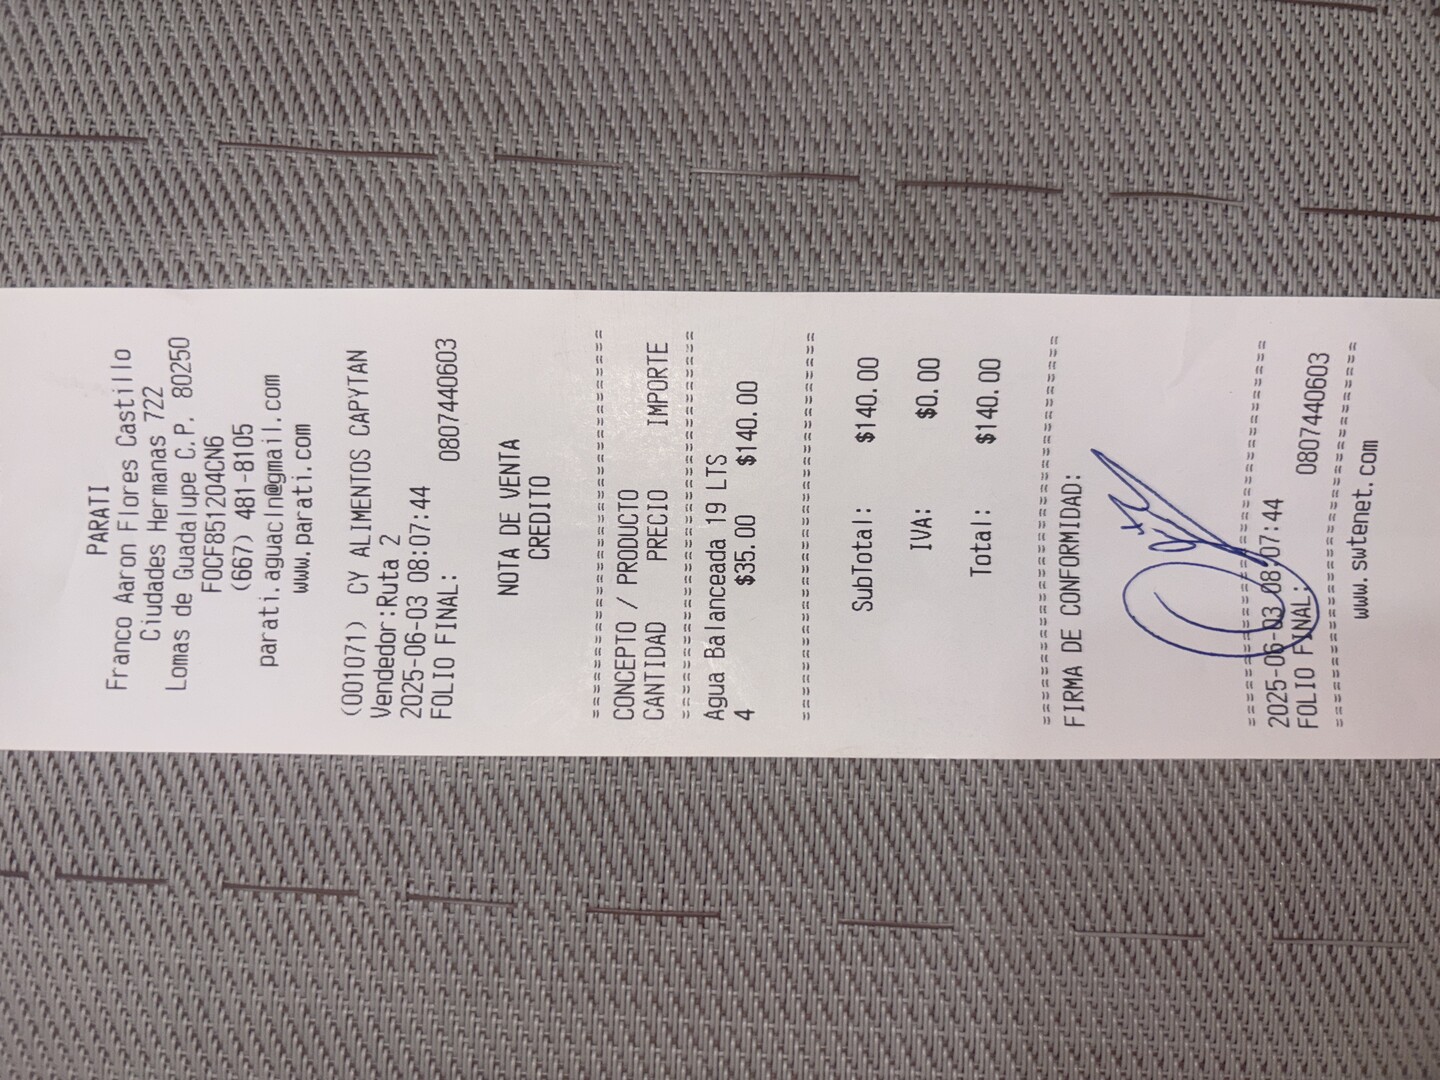 PARATI
Franco Aaron Flores Castillo
Ciudades Hermanas 722
Lomas de Guadalupe C.P. 80250
FOCF851204CN6
(667) 481-8105
parati.aguacln@gmail.com
www.parati.com
(001071) CY ALIMENTOS CAPYTAN
Vendedor:Ruta 2
2025-06-03 08:07:44
FOLIO FINAL: 0807440603
NOTA DE VENTA
CREDITO
================================
CONCEPTO / PRODUCTO
CANTIDAD PRECIO IMPORTE
================================
Agua Balanceada 19 LTS
4 $35.00 $140.00
================================
SubTotal: $140.00
IVA: $0.00
Total: $140.00
================================
FIRMA DE CONFORMIDAD:
================================
2025-06-03 08:07:44
FOLIO FINAL: 0807440603
================================
www.swtenet.com